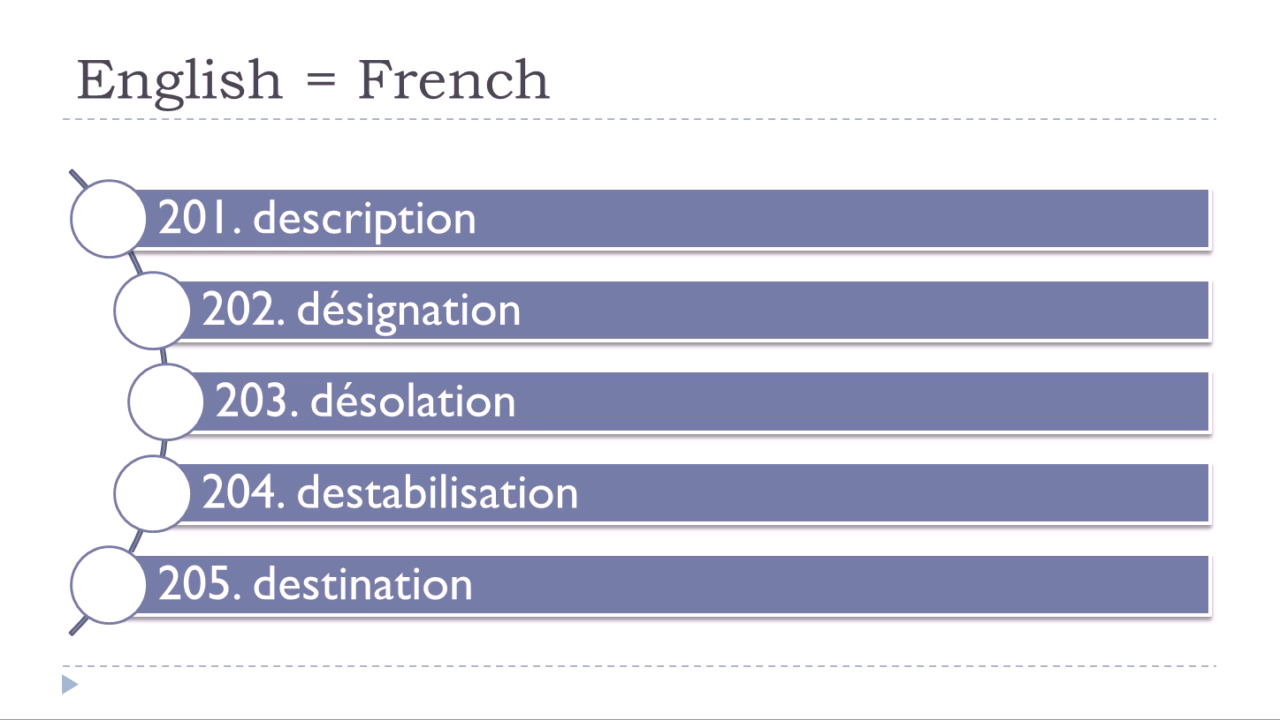 English = French
201. description
202. désignation
203. désolation
204. destabilisation
205. destination